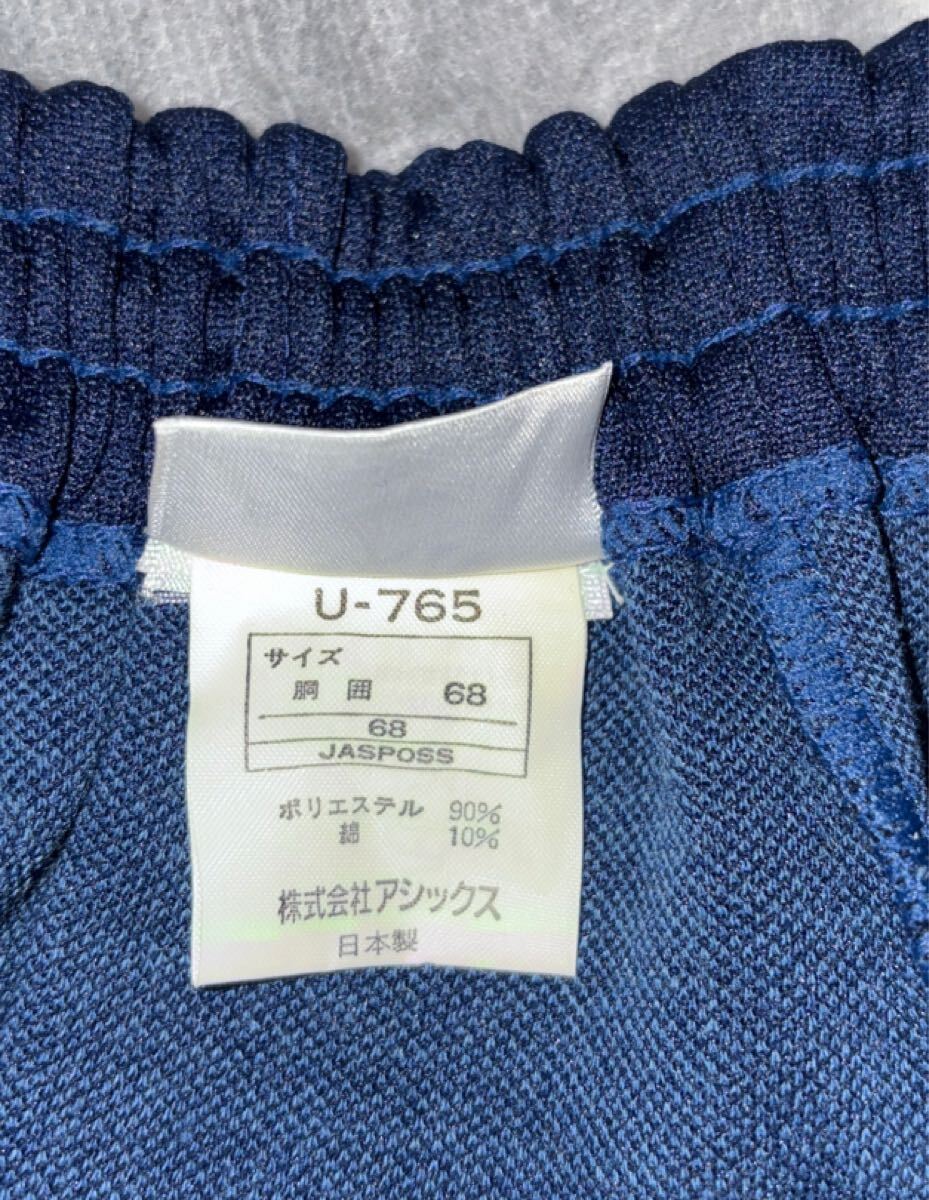 U-765
サイズ
胴囲 68
68
JASPOSS
ポリエステル 90%
綿 10%
株式会社アシックス
日本製